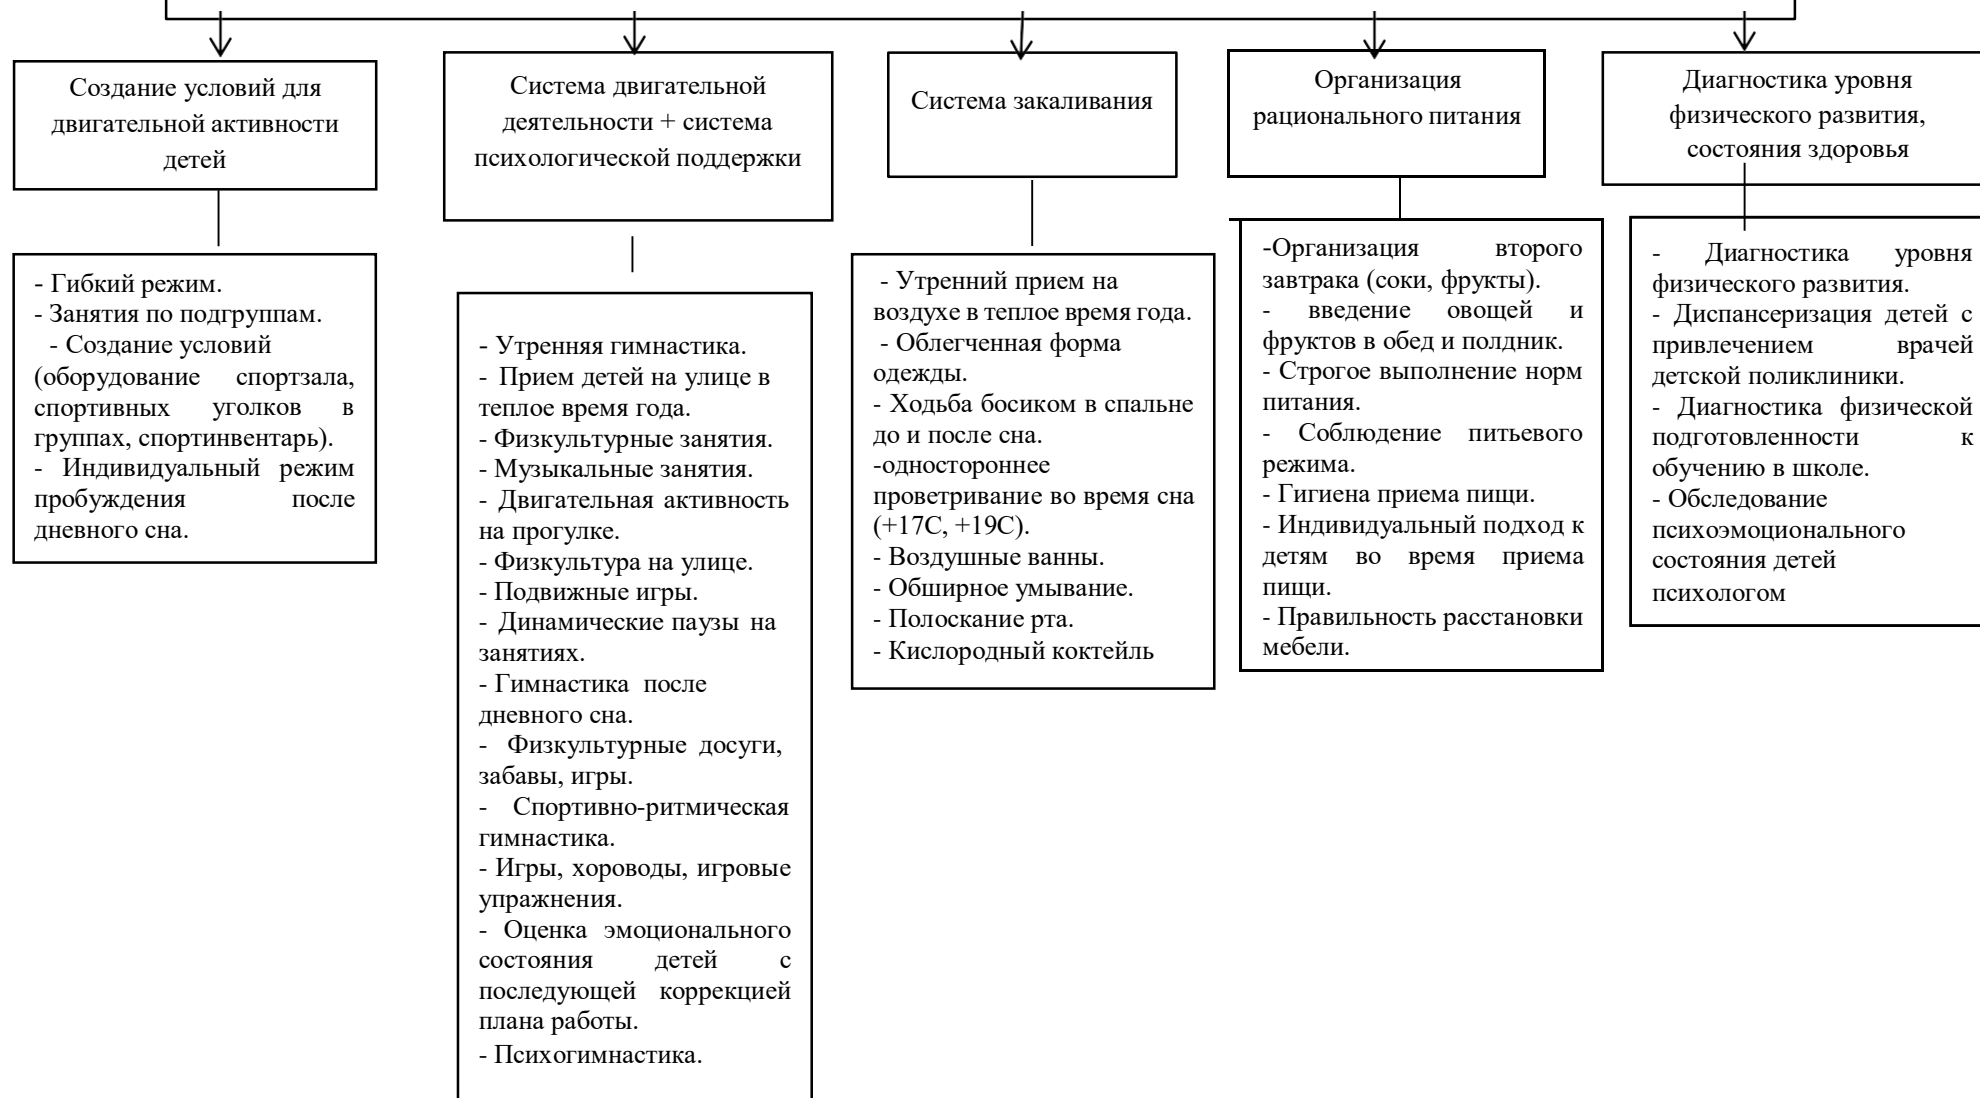 Создание условий для
двигательной активности
детей
Система двигательной
деятельности + система
психологической поддержки
Система закаливания
Организация
рационального питания
Диагностика уровня
физического развития,
состояния здоровья
- Гибкий режим.
- Занятия по подгруппам.
- Создание условий
(оборудование спортзала,
спортивных уголков в
группах, спортинвентарь).
- Индивидуальный режим
пробуждения после
дневного сна.
- Утренняя гимнастика.
- Прием детей на улице в
теплое время года.
- Физкультурные занятия.
- Музыкальные занятия.
- Двигательная активность
на прогулке.
- Физкультура на улице.
- Подвижные игры.
- Динамические паузы на
занятиях.
- Гимнастика после
дневного сна.
- Физкультурные досуги,
забавы, игры.
- Спортивно-ритмическая
гимнастика.
- Игры, хороводы, игровые
упражнения.
- Оценка эмоционального
состояния детей с
последующей коррекцией
плана работы.
- Психогимнастика.
- Утренний прием на
воздухе в теплое время года.
- Облегченная форма
одежды.
- Ходьба босиком в спальне
до и после сна.
-одностороннее
проветривание во время сна
(+17С, +19С).
- Воздушные ванны.
- Обширное умывание.
- Полоскание рта.
- Кислородный коктейль
-Организация второго
завтрака (соки, фрукты).
- введение овощей и
фруктов в обед и полдник.
- Строгое выполнение норм
питания.
- Соблюдение питьевого
режима.
- Гигиена приема пищи.
- Индивидуальный подход к
детям во время приема
пищи.
- Правильность расстановки
мебели.
- Диагностика уровня
физического развития.
- Диспансеризация детей с
привлечением врачей
детской поликлиники.
- Диагностика физической
подготовленности к
обучению в школе.
- Обследование
психоэмоционального
состояния детей
психологом